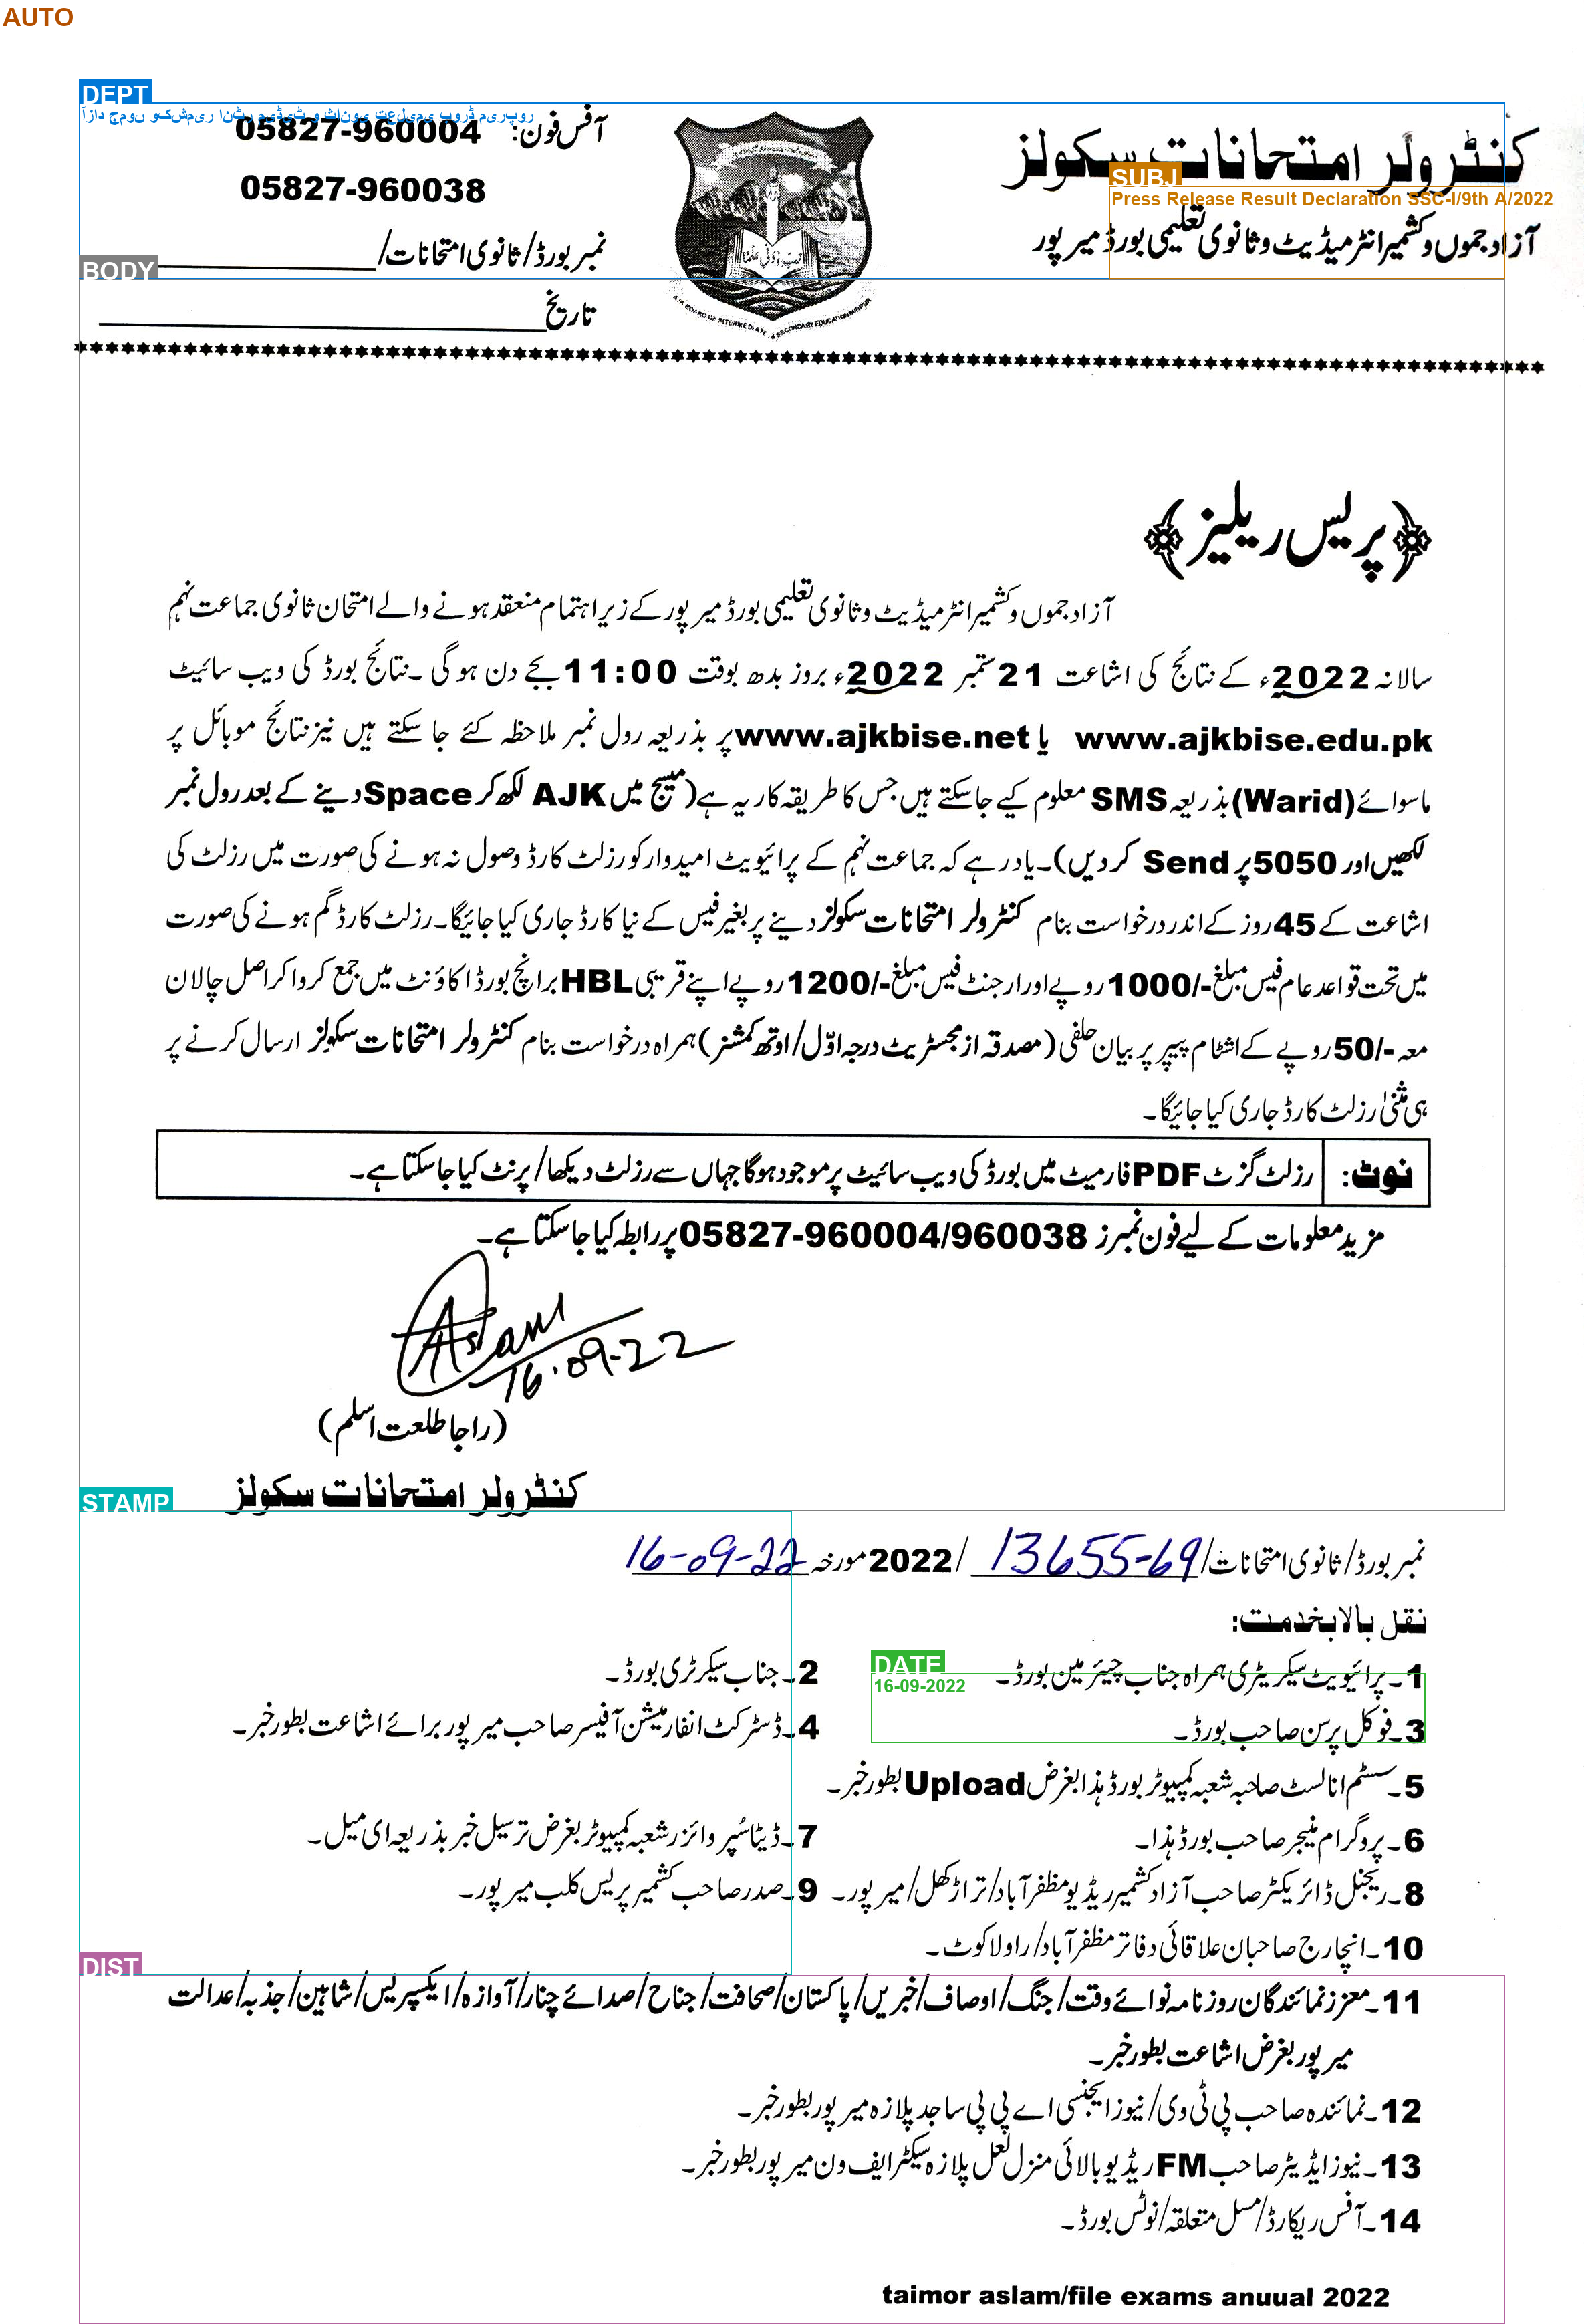 AUTO
DEPT
آزاد جموں وکشمیر انٹر میڈیٹ و ثانوی تعلیمی بورڈ میرپور
کنٹرولر امتحانات سکولز
آفس فون: 05827-960004
SUBJ
Press Release Result Declaration SSC-I/9th A/2022
05827-960038
آزاد جموں وکشمیر انٹرمیڈیٹ وثانوی تعلیمی بورڈ میر پور
نمبر بورڈ/ثانوی امتحانات/
BODY
تاریخ
AJK BOARD OF INTERMEDIATE & SECONDARY EDUCATION MIRPUR
پریس ریلیز
آزاد جموں وکشمیر انٹرمیڈیٹ وثانوی تعلیمی بورڈ میر پور کے زیر اہتمام منعقد ہونے والے امتحان ثانوی جماعت نہم
سالانہ 2022ء کے نتائج کی اشاعت 21 ستمبر 2022ء بروز بدھ بوقت 11:00 بجے دن ہوگی ۔نتائج بورڈ کی ویب سائیٹ
www.ajkbise.edu.pk یا www.ajkbise.net پر بذریعہ رول نمبر ملاحظہ کئے جا سکتے ہیں نیز نتائج موبائل پر
ماسوائے (Warid) بذریعہ SMS معلوم کیے جاسکتے ہیں جس کا طریقہ کار یہ ہے (میسج میں AJK لکھ کر Space دینے کے بعد رول نمبر
لکھیں اور 5050 پر Send کردیں)۔یاد رہے کہ جماعت نہم کے پرائیویٹ امیدوار کو رزلٹ کارڈ وصول نہ ہونے کی صورت میں رزلٹ کی
اشاعت کے 45 روز کے اندر درخواست بنام کنٹرولر امتحانات سکولز دینے پر بغیر فیس کے نیا کارڈ جاری کیا جائیگا۔رزلٹ کارڈ گم ہونے کی صورت
میں تحت قواعد عام فیس مبلغ -/1000 روپے اور ارجنٹ فیس مبلغ -/1200 روپے اپنے قریبی HBL برانچ بورڈ اکاؤنٹ میں جمع کروا کر اصل چالان
معہ -/50 روپے کے اشٹام پیپر پر بیان حلفی (مصدقہ از مجسٹریٹ درجہ اوّل/اوتھ کمشنر) ہمراہ درخواست بنام کنٹرولر امتحانات سکولز ارسال کرنے پر
ہی مثنیٰ رزلٹ کارڈ جاری کیا جائیگا۔
نوٹ: رزلٹ گزٹ PDF فارمیٹ میں بورڈ کی ویب سائیٹ پر موجود ہوگا جہاں سے رزلٹ دیکھا/پرنٹ کیا جاسکتا ہے۔
مزید معلومات کے لیے فون نمبرز 05827-960004/960038 پر رابطہ کیا جاسکتا ہے۔
Aslam
16-09-22
(راجا طلعت اسلم)
کنٹرولر امتحانات سکولز
STAMP
نمبر بورڈ/ثانوی امتحانات/13655-69/2022 مورخہ 16-09-22
نقل بالا بخدمت:
DATE
16-09-2022
1۔پرائیویٹ سیکریٹری ہمراہ جناب چیئرمین بورڈ۔ 2۔جناب سیکرٹری بورڈ۔
3۔فوکل پرسن صاحب بورڈ۔ 4۔ڈسٹرکٹ انفارمیشن آفیسر صاحب میر پور برائے اشاعت بطور خبر۔
5۔سسٹم انالسٹ صاحبہ شعبہ کمپیوٹر بورڈ ہذا بغرض Upload بطور خبر۔
6۔پروگرام منیجر صاحب بورڈ ہذا۔ 7۔ڈیٹا سُپروائزر شعبہ کمپیوٹر بغرض ترسیل خبر بذریعہ ای میل۔
8۔ریجنل ڈائریکٹر صاحب آزاد کشمیر ریڈیو مظفر آباد/تراڑکھل/میر پور۔ 9۔صدر صاحب کشمیر پریس کلب میر پور۔
10۔انچارج صاحبان علاقائی دفاتر مظفر آباد/راولاکوٹ۔
DIST
11۔معزز نمائندگان روزنامہ نوائے وقت/جنگ/اوصاف/خبریں/پاکستان/صحافت/جناح/صدائے چنار/آوازہ/ایکسپریس/شاہین/جذبہ/عدالت
میر پور بغرض اشاعت بطور خبر۔
12۔نمائندہ صاحب پی ٹی وی/نیوز ایجنسی اے پی پی ساجد پلازہ میر پور بطور خبر۔
13۔نیوز ایڈیٹر صاحب FM ریڈیو بالائی منزل لعل پلازہ سیکٹر ایف ون میر پور بطور خبر۔
14۔آفس ریکارڈ/مسل متعلقہ/نوٹس بورڈ۔
taimor aslam/file exams anuual 2022